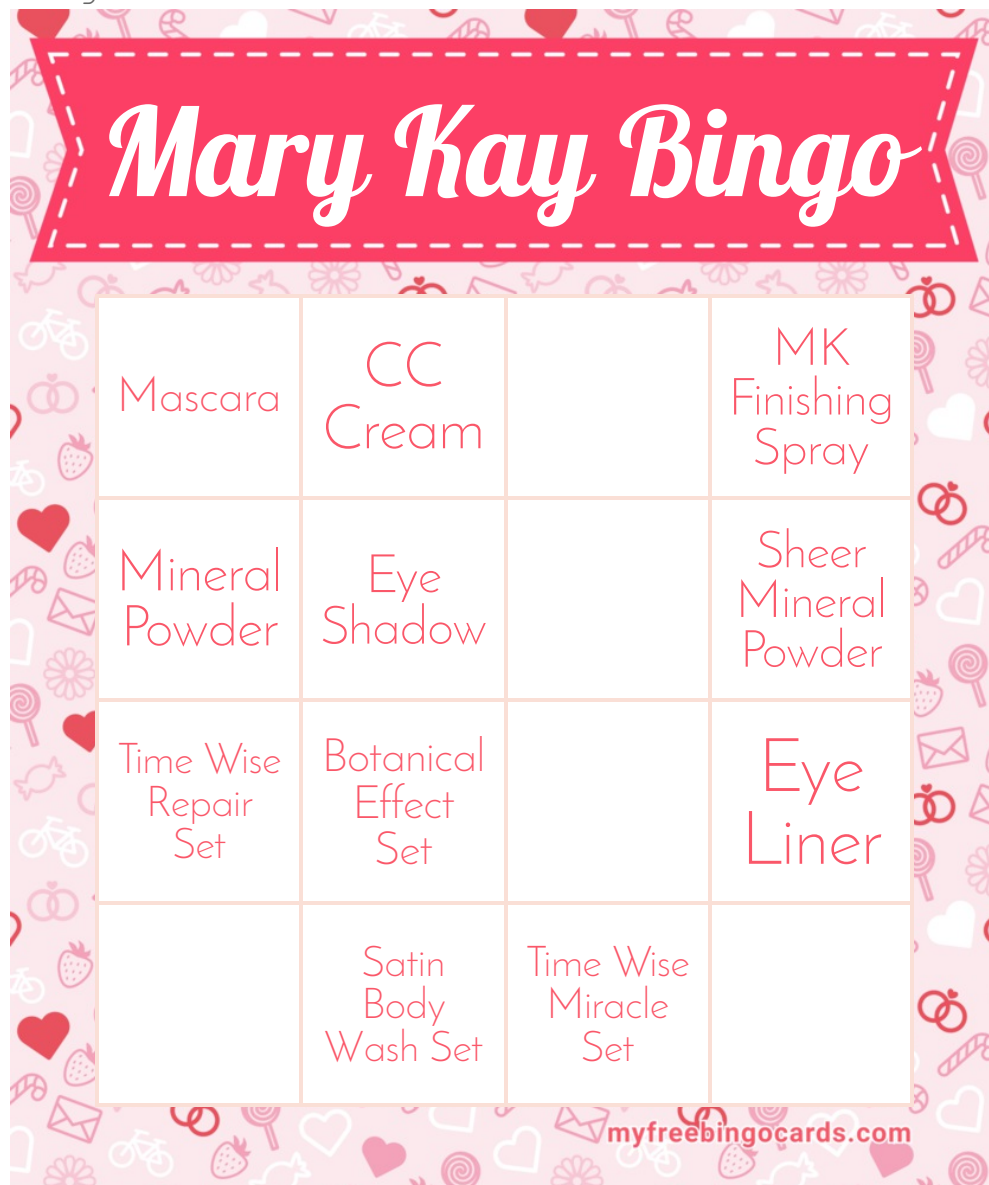 Mary Kay Bingo
Mascara
CC
Cream
MK
Finishing
Spray
Mineral
Powder
Eye
Shadow
Sheer
Mineral
Powder
Time Wise
Repair
Set
Botanical
Effect
Set
Eye
Liner
Satin
Body
Wash Set
Time Wise
Miracle
Set
myfreebingocards.com